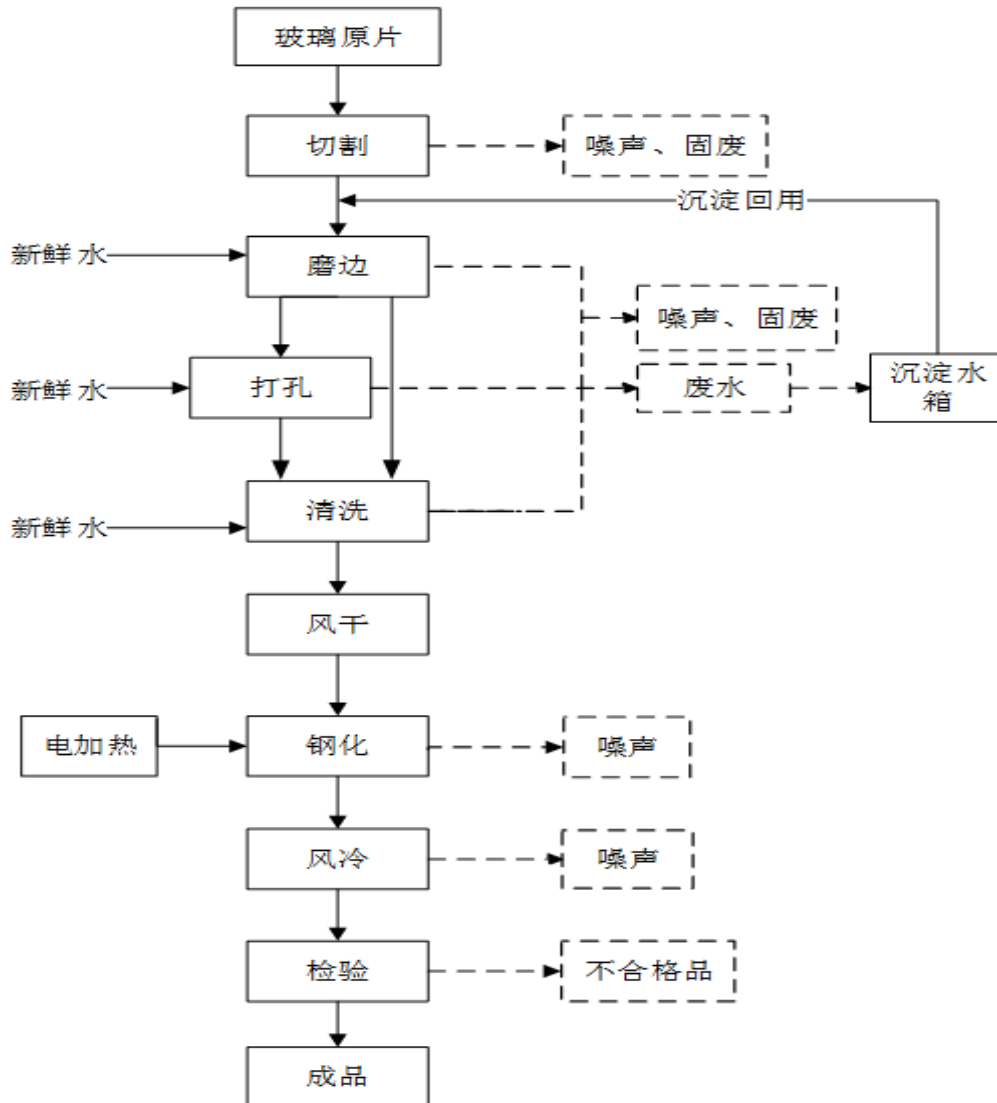 玻璃原片
切割
噪声、固废
沉淀回用
新鲜水
磨边
噪声、固废
新鲜水
打孔
废水
沉淀水
箱
新鲜水
清洗
风干
电加热
钢化
噪声
风冷
噪声
检验
不合格品
成品